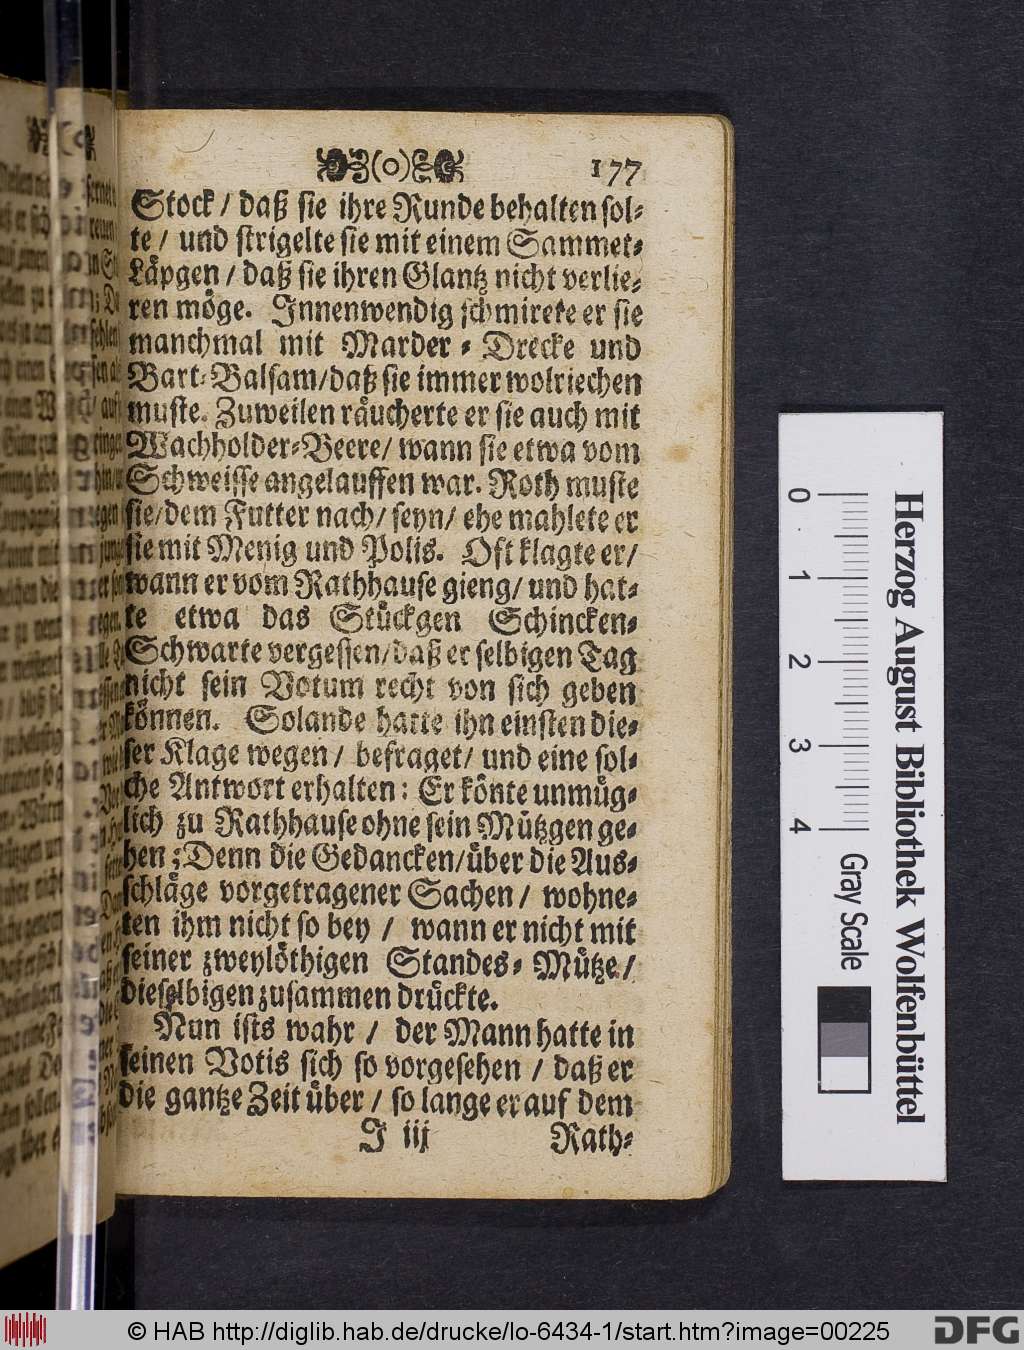 (o) 177
Stock / daß sie ihre Runde behalten sol-
te / und strigelte sie mit einem Sammet-
Läpgen / daß sie ihren Glantz nicht verlie-
ren möge. Innenwendig schmirete er sie
manchmal mit Marder - Drecke und
Bart-Balsam/daß sie immer wolriechen
muste. Zuweilen räucherte er sie auch mit
Wachholder-Beere/ wann sie etwa vom
Schweisse angelauffen war. Roth muste
sie/dem Futter nach/ seyn/ ehe mahlete er
sie mit Menig und Polis. Oft klagte er/
wann er vom Rathhause gieng/ und hat-
te etwa das Stückgen Schincken-
Schwarte vergessen/daß er selbigen Tag
nicht sein Votum recht von sich geben
können. Solande hatte ihn einsten die-
ser Klage wegen / befraget/ und eine sol-
che Antwort erhalten: Er könte unmüg-
lich zu Rathhause ohne sein Mützgen ge-
hen; Denn die Gedancken/über die Aus-
schläge vorgetragener Sachen / wohne-
ten ihm nicht so bey / wann er nicht mit
seiner zweylöthigen Standes- Mütze/
dieselbigen zusammen drückte.
Nun ists wahr / der Mann hatte in
seinen Votis sich so vorgesehen / daß er
die gantze Zeit über / so lange er auf dem
J iij Rath-
0 1 2 3 4
Gray Scale
Herzog August Bibliothek Wolfenbüttel
© HAB http://diglib.hab.de/drucke/lo-6434-1/start.htm?image=00225
DFG